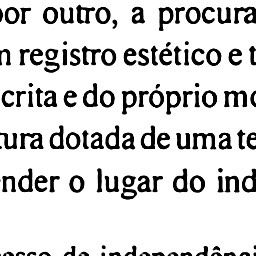 por outro, a procura
registro estético e
crita e do próprio
tura dotada de uma te
nder o lugar do ind
esso de independênci